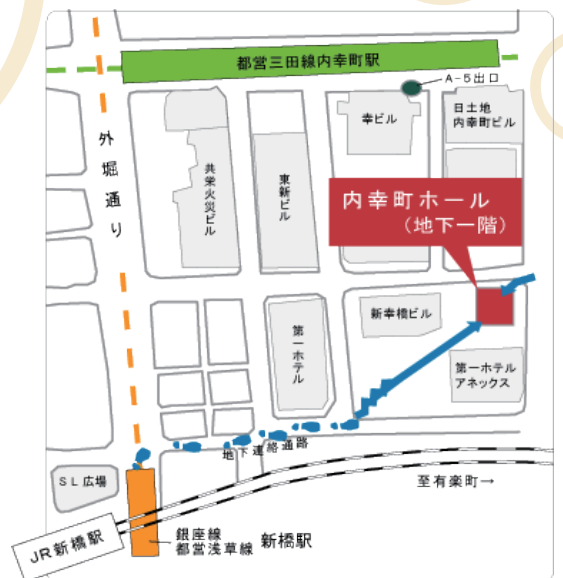 都営三田線内幸町駅
A-5出口
外堀通り
共栄火災ビル
東新ビル
幸ビル
日土地
内幸町ビル
内幸町ホール
（地下一階）
第一ホテル
新幸橋ビル
第一ホテル
アネックス
地下連絡通路
SL広場
至有楽町→
JR新橋駅
銀座線
都営浅草線
新橋駅